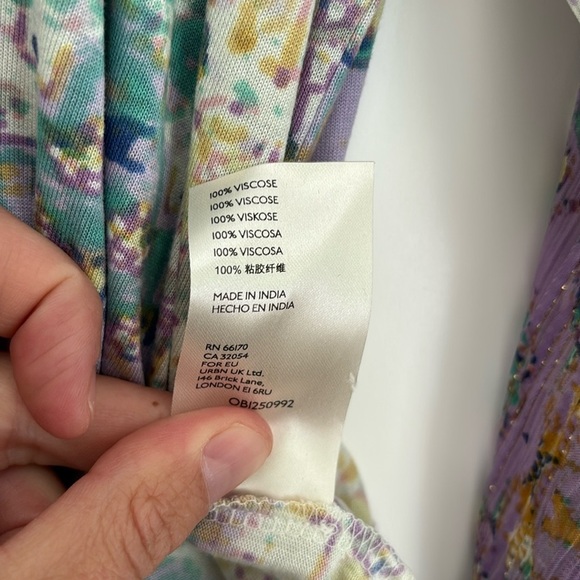 100% VISCOSE
100% VISCOSE
100% VISKOSE
100% VISCOSA
100% VISCOSA
100% 粘胶纤维
MADE IN INDIA
HECHO EN INDIA
RN 66170
CA 32054
FOR EU
URBN UK Ltd,
146 Brick Lane,
LONDON E1 6RU
OB1250992